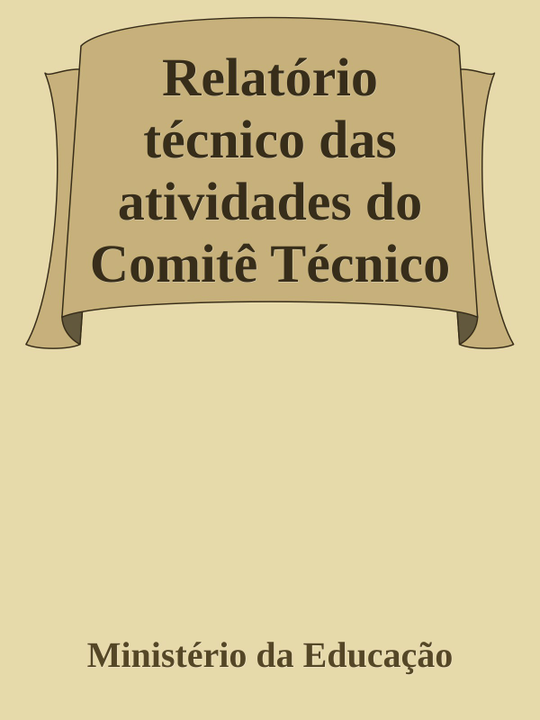 Relatório
técnico das
atividades do
Comitê Técnico
Ministério da Educação